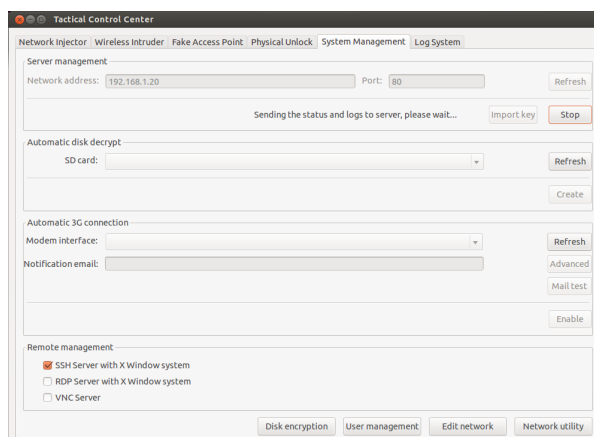 Tactical Control Center
Network Injector Wireless Intruder Fake Access Point Physical Unlock System Management Log System
Server management
Network address: 192.168.1.20 Port: 80 Refresh
Sending the status and logs to server, please wait... Import key Stop
Automatic disk decrypt
SD card: Refresh
Create
Automatic 3G connection
Modem interface: Refresh
Notification email: Advanced
Mail test
Enable
Remote management
SSH Server with X Window system
RDP Server with X Window system
VNC Server
Disk encryption User management Edit network Network utility